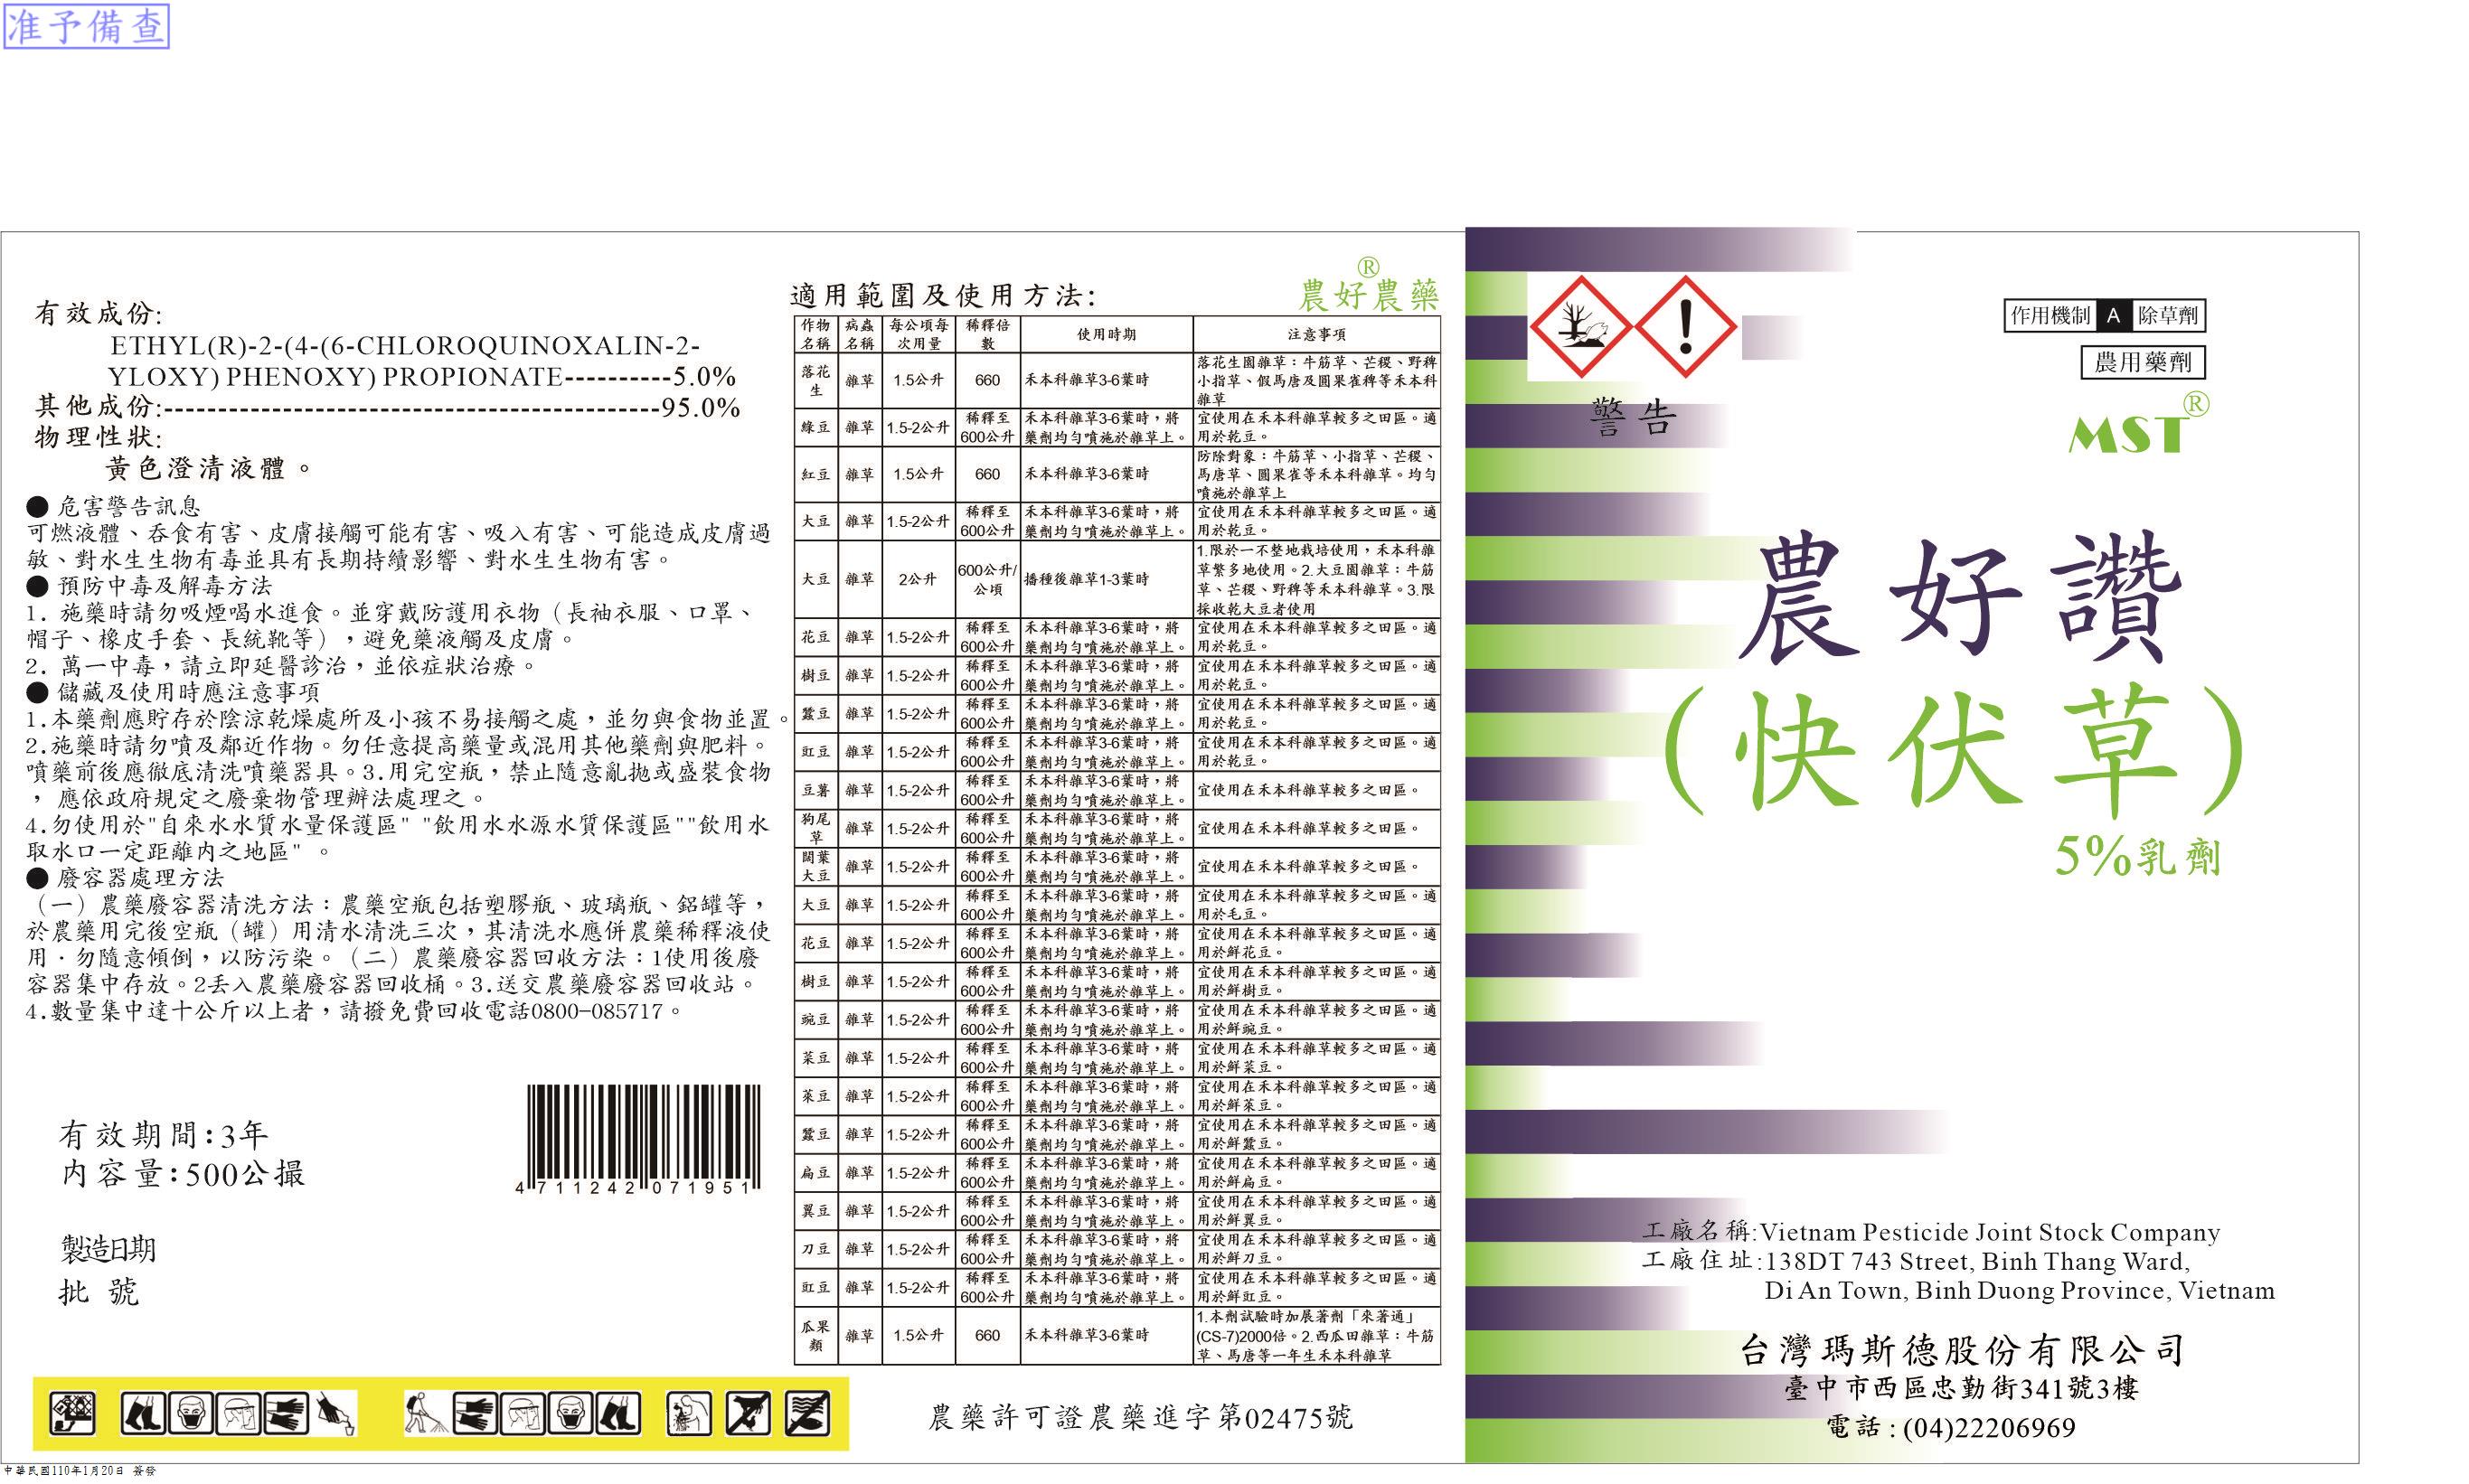 准予備查
有效成份:
ETHYL(R)-2-(4-(6-CHLOROQUINOXALIN-2-
YLOXY) PHENOXY) PROPIONATE----------5.0%
其他成份:----------------------------------------------95.0%
物理性狀:
黃色澄清液體。
● 危害警告訊息
可燃液體、吞食有害、皮膚接觸可能有害、吸入有害、可能造成皮膚過
敏、對水生生物有毒並具有長期持續影響、對水生生物有害。
● 預防中毒及解毒方法
1. 施藥時請勿吸煙喝水進食。並穿戴防護用衣物（長袖衣服、口罩、
帽子、橡皮手套、長統靴等），避免藥液觸及皮膚。
2. 萬一中毒，請立即延醫診治，並依症狀治療。
● 儲藏及使用時應注意事項
1.本藥劑應貯存於陰涼乾燥處所及小孩不易接觸之處，並勿與食物並置。
2.施藥時請勿噴及鄰近作物。勿任意提高藥量或混用其他藥劑與肥料。
噴藥前後應徹底清洗噴藥器具。3.用完空瓶，禁止隨意亂拋或盛裝食物
，應依政府規定之廢棄物管理辦法處理之。
4.勿使用於"自來水水質水量保護區" "飲用水水源水質保護區""飲用水
取水口一定距離內之地區" 。
● 廢容器處理方法
（一）農藥廢容器清洗方法：農藥空瓶包括塑膠瓶、玻璃瓶、鋁罐等，
於農藥用完後空瓶（罐）用清水清洗三次，其清洗水應併農藥稀釋液使
用．勿隨意傾倒，以防污染。（二）農藥廢容器回收方法：1使用後廢
容器集中存放。2丟入農藥廢容器回收桶。3.送交農藥廢容器回收站。
4.數量集中達十公斤以上者，請撥免費回收電話0800-085717。
有效期間:3年
內容量:500公撮
製造日期
批 號
4 711242 071951
適用範圍及使用方法:
農好農藥®
作物名稱 病蟲名稱 每公頃每次用量 稀釋倍數 使用時期 注意事項
落花生 雜草 1.5公升 660 禾本科雜草3-6葉時 落花生園雜草：牛筋草、芒稷、野稗小指草、假馬唐及圓果雀稗等禾本科雜草
綠豆 雜草 1.5-2公升 稀釋至600公升 禾本科雜草3-6葉時，將藥劑均勻噴施於雜草上。 宜使用在禾本科雜草較多之田區。適用於乾豆。
紅豆 雜草 1.5公升 660 禾本科雜草3-6葉時 防除對象：牛筋草、小指草、芒稷、馬唐草、圓果雀等禾本科雜草。均勻噴施於雜草上
大豆 雜草 1.5-2公升 稀釋至600公升 禾本科雜草3-6葉時，將藥劑均勻噴施於雜草上。 宜使用在禾本科雜草較多之田區。適用於乾豆。
大豆 雜草 2公升 600公升/公頃 播種後雜草1-3葉時 1.限於一不整地栽培使用，禾本科雜草繁多地使用。2.大豆園雜草：牛筋草、芒稷、野稗等禾本科雜草。3.限採收乾大豆者使用
花豆 雜草 1.5-2公升 稀釋至600公升 禾本科雜草3-6葉時，將藥劑均勻噴施於雜草上。 宜使用在禾本科雜草較多之田區。適用於乾豆。
樹豆 雜草 1.5-2公升 稀釋至600公升 禾本科雜草3-6葉時，將藥劑均勻噴施於雜草上。 宜使用在禾本科雜草較多之田區。適用於乾豆。
蠶豆 雜草 1.5-2公升 稀釋至600公升 禾本科雜草3-6葉時，將藥劑均勻噴施於雜草上。 宜使用在禾本科雜草較多之田區。適用於乾豆。
豇豆 雜草 1.5-2公升 稀釋至600公升 禾本科雜草3-6葉時，將藥劑均勻噴施於雜草上。 宜使用在禾本科雜草較多之田區。適用於乾豆。
豆薯 雜草 1.5-2公升 稀釋至600公升 禾本科雜草3-6葉時，將藥劑均勻噴施於雜草上。 宜使用在禾本科雜草較多之田區。
狗尾草 雜草 1.5-2公升 稀釋至600公升 禾本科雜草3-6葉時，將藥劑均勻噴施於雜草上。 宜使用在禾本科雜草較多之田區。
闊葉大豆 雜草 1.5-2公升 稀釋至600公升 禾本科雜草3-6葉時，將藥劑均勻噴施於雜草上。 宜使用在禾本科雜草較多之田區。
大豆 雜草 1.5-2公升 稀釋至600公升 禾本科雜草3-6葉時，將藥劑均勻噴施於雜草上。 宜使用在禾本科雜草較多之田區。適用於毛豆。
花豆 雜草 1.5-2公升 稀釋至600公升 禾本科雜草3-6葉時，將藥劑均勻噴施於雜草上。 宜使用在禾本科雜草較多之田區。適用於鮮花豆。
樹豆 雜草 1.5-2公升 稀釋至600公升 禾本科雜草3-6葉時，將藥劑均勻噴施於雜草上。 宜使用在禾本科雜草較多之田區。適用於鮮樹豆。
豌豆 雜草 1.5-2公升 稀釋至600公升 禾本科雜草3-6葉時，將藥劑均勻噴施於雜草上。 宜使用在禾本科雜草較多之田區。適用於鮮豌豆。
菜豆 雜草 1.5-2公升 稀釋至600公升 禾本科雜草3-6葉時，將藥劑均勻噴施於雜草上。 宜使用在禾本科雜草較多之田區。適用於鮮菜豆。
萊豆 雜草 1.5-2公升 稀釋至600公升 禾本科雜草3-6葉時，將藥劑均勻噴施於雜草上。 宜使用在禾本科雜草較多之田區。適用於鮮萊豆。
蠶豆 雜草 1.5-2公升 稀釋至600公升 禾本科雜草3-6葉時，將藥劑均勻噴施於雜草上。 宜使用在禾本科雜草較多之田區。適用於鮮蠶豆。
扁豆 雜草 1.5-2公升 稀釋至600公升 禾本科雜草3-6葉時，將藥劑均勻噴施於雜草上。 宜使用在禾本科雜草較多之田區。適用於鮮扁豆。
翼豆 雜草 1.5-2公升 稀釋至600公升 禾本科雜草3-6葉時，將藥劑均勻噴施於雜草上。 宜使用在禾本科雜草較多之田區。適用於鮮翼豆。
刀豆 雜草 1.5-2公升 稀釋至600公升 禾本科雜草3-6葉時，將藥劑均勻噴施於雜草上。 宜使用在禾本科雜草較多之田區。適用於鮮刀豆。
豇豆 雜草 1.5-2公升 稀釋至600公升 禾本科雜草3-6葉時，將藥劑均勻噴施於雜草上。 宜使用在禾本科雜草較多之田區。適用於鮮豇豆。
瓜果類 雜草 1.5公升 660 禾本科雜草3-6葉時 1.本劑試驗時加展著劑「來著通」(CS-7)2000倍。2.西瓜田雜草：牛筋草、馬唐等一年生禾本科雜草
農藥許可證農藥進字第02475號
警告
作用機制 A 除草劑
農用藥劑
MST®
農好讚
(快伏草)
5%乳劑
工廠名稱:Vietnam Pesticide Joint Stock Company
工廠住址:138DT 743 Street, Binh Thang Ward,
Di An Town, Binh Duong Province, Vietnam
台灣瑪斯德股份有限公司
臺中市西區忠勤街341號3樓
電話:(04)22206969
中華民國110年1月20日 簽發